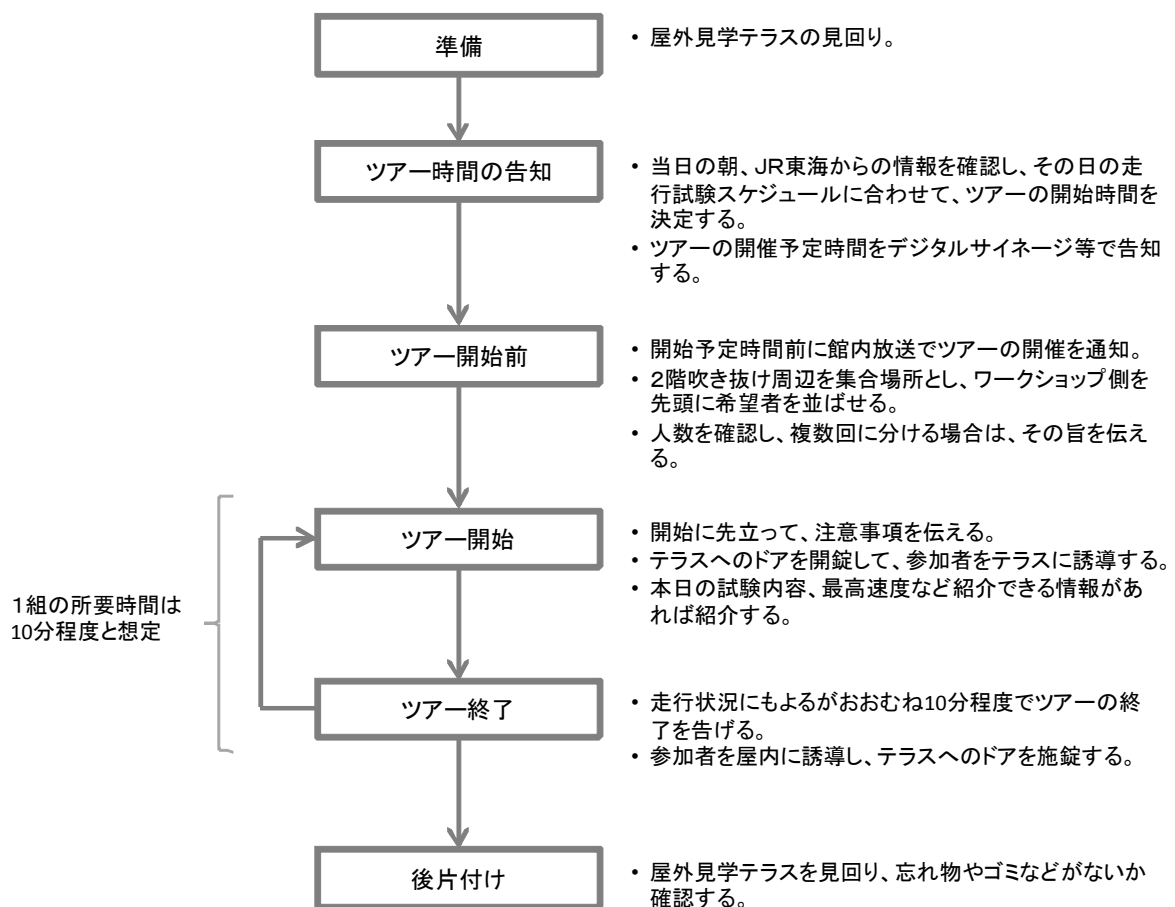 準備
• 屋外見学テラスの見回り。
ツアー時間の告知
• 当日の朝、JR東海からの情報を確認し、その日の走
行試験スケジュールに合わせて、ツアーの開始時間を
決定する。
• ツアーの開催予定時間をデジタルサイネージ等で告知
する。
ツアー開始前
• 開始予定時間前に館内放送でツアーの開催を通知。
• 2階吹き抜け周辺を集合場所とし、ワークショップ側を
先頭に希望者を並ばせる。
• 人数を確認し、複数回に分ける場合は、その旨を伝え
る。
ツアー開始
• 開始に先立って、注意事項を伝える。
• テラスへのドアを開錠して、参加者をテラスに誘導する。
• 本日の試験内容、最高速度など紹介できる情報があ
れば紹介する。
1組の所要時間は
10分程度と想定
ツアー終了
• 走行状況にもよるがおおむね10分程度でツアーの終
了を告げる。
• 参加者を屋内に誘導し、テラスへのドアを施錠する。
後片付け
• 屋外見学テラスを見回り、忘れ物やゴミなどがないか
確認する。